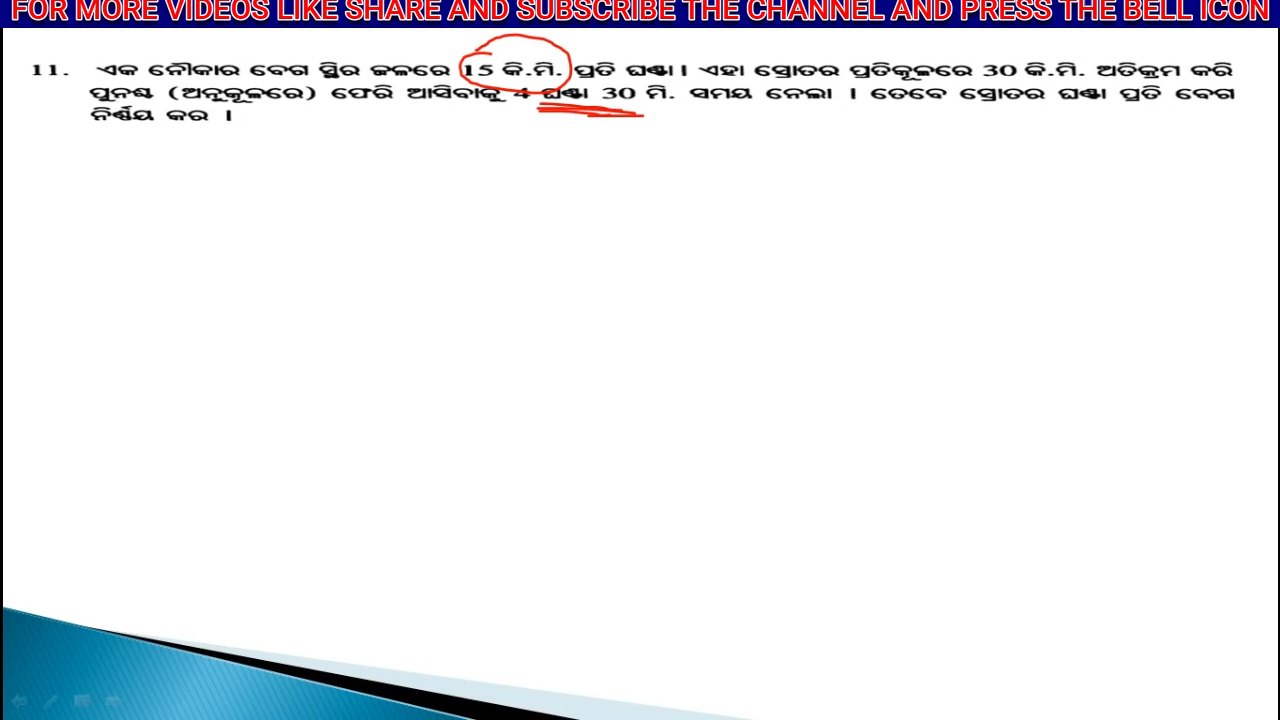 FOR MORE VIDEOS LIKE SHARE AND SUBSCRIBE THE CHANNEL AND PRESS THE BELL ICON
11. ଏକ ନୌକାର ବେଗ ସ୍ଥିର ଜଳରେ 15 କି.ମି. ପ୍ରତି ଘଣ୍ଟା । ଏହା ସ୍ରୋତର ପ୍ରତିକୂଳରେ 30 କି.ମି. ଅତିକ୍ରମ କରି
ପୁନଶ୍ଚ (ଅନୁକୂଳରେ) ଫେରି ଆସିବାକୁ 4 ଘଣ୍ଟା 30 ମି. ସମୟ ନେଲା । ତେବେ ସ୍ରୋତର ଘଣ୍ଟା ପ୍ରତି ବେଗ
ନିର୍ଣ୍ଣୟ କର ।